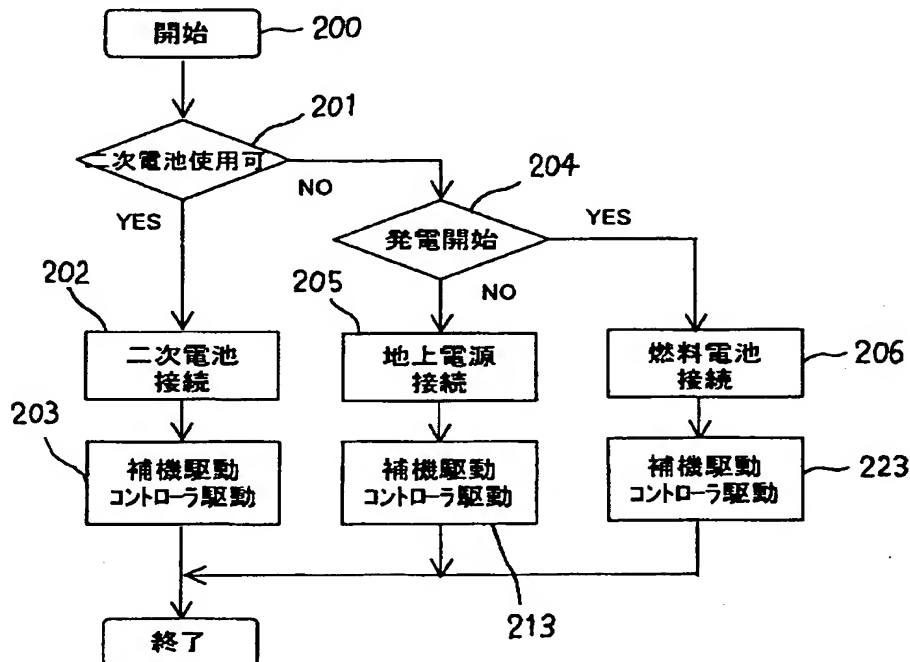 開始
200
201
二次電池使用可
NO
204
YES
発電開始
YES
202
205
NO
二次電池
接続
地上電源
接続
燃料電池
接続
206
203
補機駆動
コントローラ駆動
補機駆動
コントローラ駆動
補機駆動
コントローラ駆動
223
213
終了